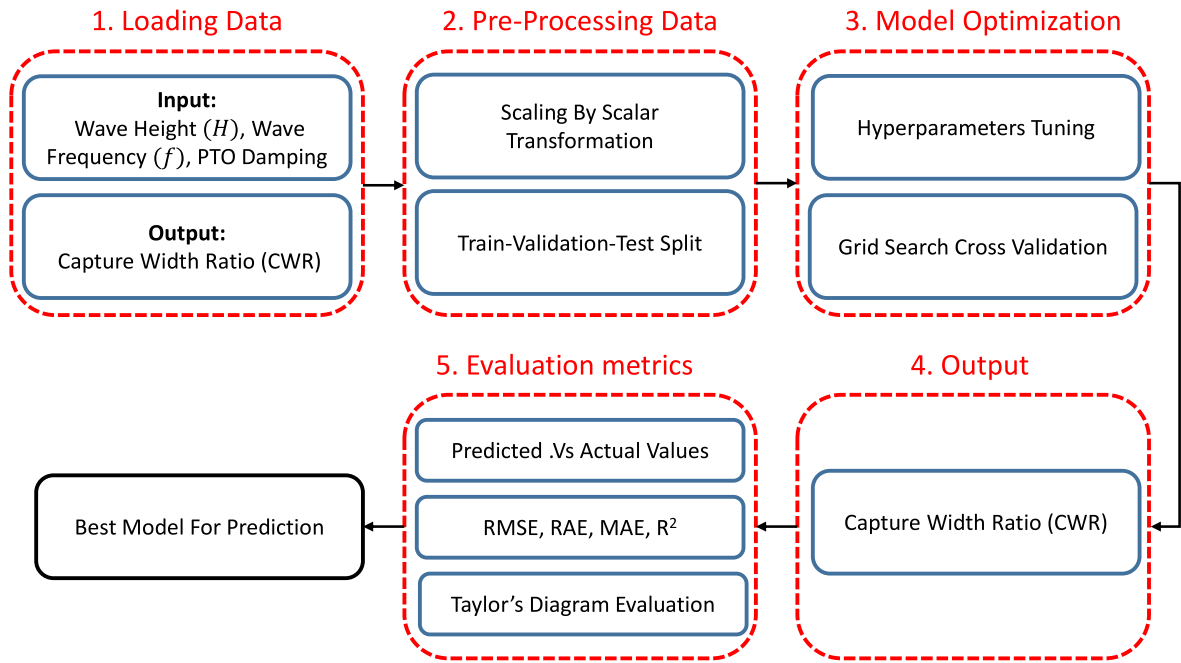 1. Loading Data
Input:
Wave Height (H), Wave
Frequency (f), PTO Damping
Output:
Capture Width Ratio (CWR)
2. Pre-Processing Data
Scaling By Scalar
Transformation
Train-Validation-Test Split
3. Model Optimization
Hyperparameters Tuning
Grid Search Cross Validation
4. Output
Capture Width Ratio (CWR)
5. Evaluation metrics
Predicted .Vs Actual Values
RMSE, RAE, MAE, R²
Taylor’s Diagram Evaluation
Best Model For Prediction